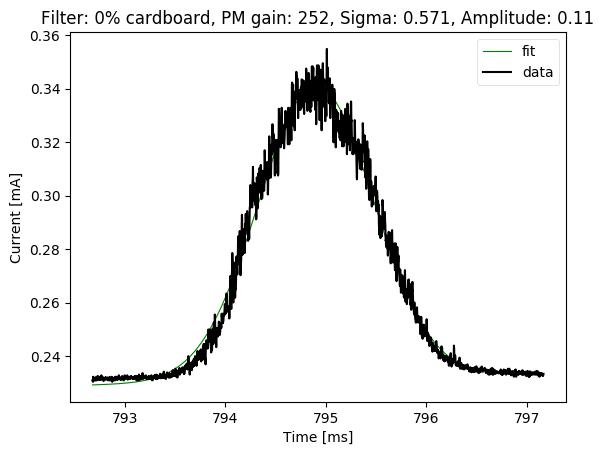 Filter: 0% cardboard, PM gain: 252, Sigma: 0.571, Amplitude: 0.11
0.36
0.34
0.32
0.30
0.28
0.26
0.24
Current [mA]
fit
data
793
794
795
796
797
Time [ms]